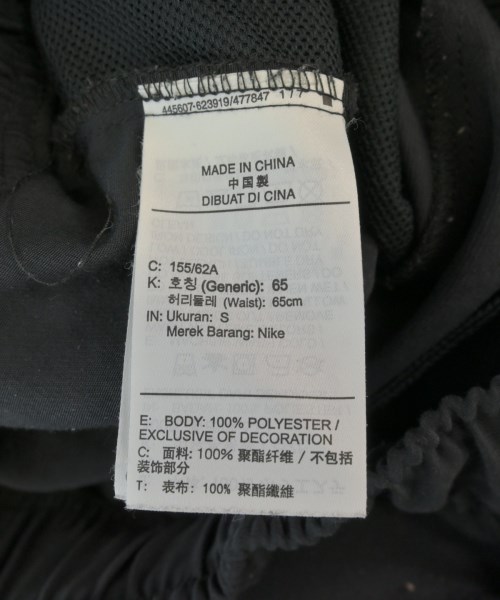 445607-623919/477847 1 / 7
MADE IN CHINA
中国製
DIBUAT DI CINA
C: 155/62A
K: 호칭 (Generic): 65
허리둘레 (Waist): 65cm
IN: Ukuran: S
Merek Barang: Nike
E: BODY: 100% POLYESTER /
EXCLUSIVE OF DECORATION
C: 面料: 100% 聚酯纤维 / 不包括
装饰部分
T: 表布: 100% 聚酯纖維